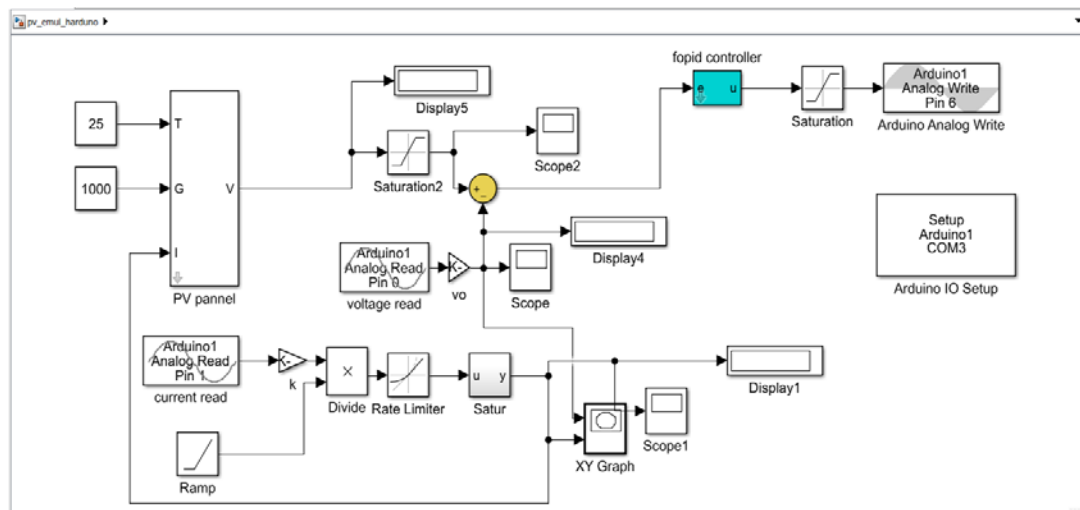 pv_emul_harduno
fopid controller
e u
Saturation
Arduino1
Analog Write
Pin 6
Arduino Analog Write
25
1000
T
G
V
I
PV pannel
Display5
Saturation2
Scope2
+
-
Arduino1
Analog Read
Pin 0
voltage read
K-
vo
Scope
Display4
Setup
Arduino1
COM3
Arduino IO Setup
Arduino1
Analog Read
Pin 1
current read
K-
k
×
Divide
Rate Limiter
u y
Satur
Display1
XY Graph
Scope1
Ramp